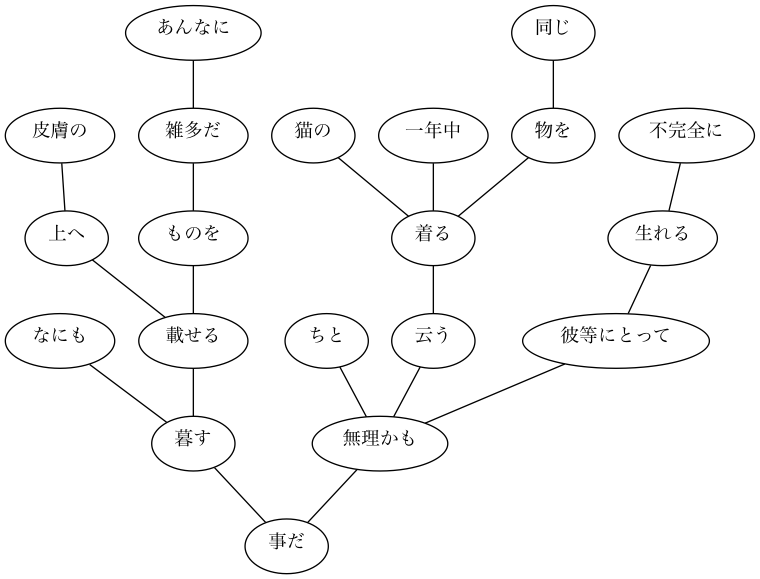 あんなに
同じ
皮膚の
雑多だ
猫の
一年中
物を
不完全に
上へ
ものを
着る
生れる
なにも
載せる
ちと
云う
彼等にとって
暮す
無理かも
事だ